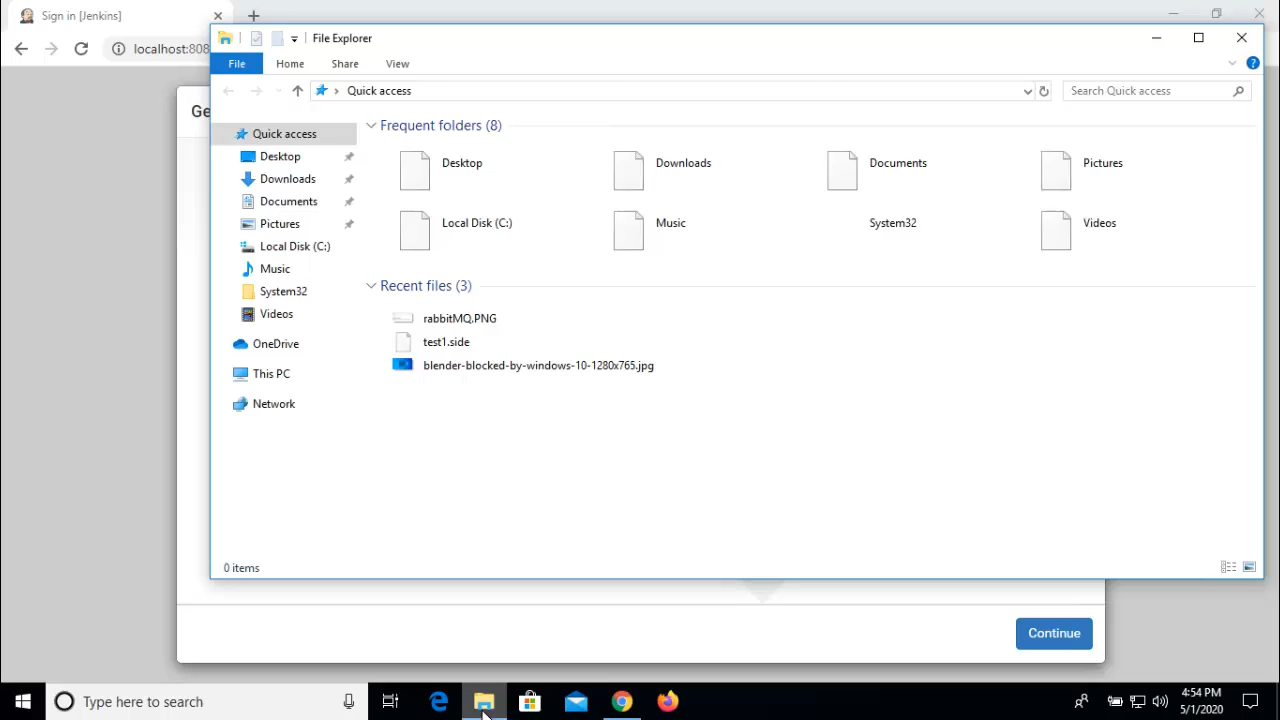 Sign in [Jenkins]
localhost:808
File Explorer
File Home Share View
Quick access
Search Quick access
Ge
Quick access
Desktop
Downloads
Documents
Pictures
Local Disk (C:)
Music
System32
Videos
OneDrive
This PC
Network
Frequent folders (8)
Desktop Downloads Documents Pictures
Local Disk (C:) Music System32 Videos
Recent files (3)
rabbitMQ.PNG
test1.side
blender-blocked-by-windows-10-1280x765.jpg
0 items
Continue
Type here to search
4:54 PM
5/1/2020